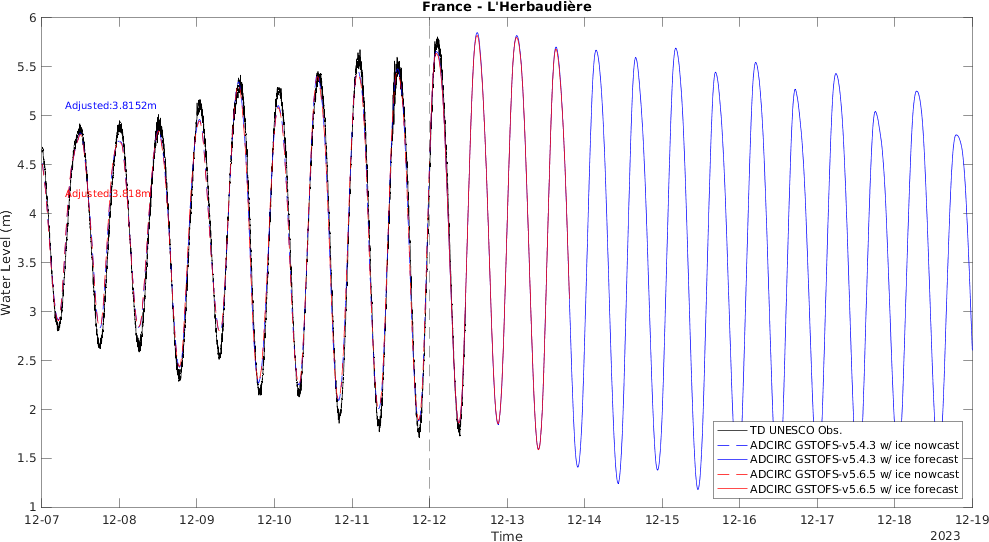 France - L'Herbaudière
Water Level (m)
6
5.5
5
4.5
4
3.5
3
2.5
2
1.5
1
Adjusted:3.8152m
Adjusted:3.818m
TD UNESCO Obs.
ADCIRC GSTOFS-v5.4.3 w/ ice nowcast
ADCIRC GSTOFS-v5.4.3 w/ ice forecast
ADCIRC GSTOFS-v5.6.5 w/ ice nowcast
ADCIRC GSTOFS-v5.6.5 w/ ice forecast
12-07 12-08 12-09 12-10 12-11 12-12 12-13 12-14 12-15 12-16 12-17 12-18 12-19
Time
2023